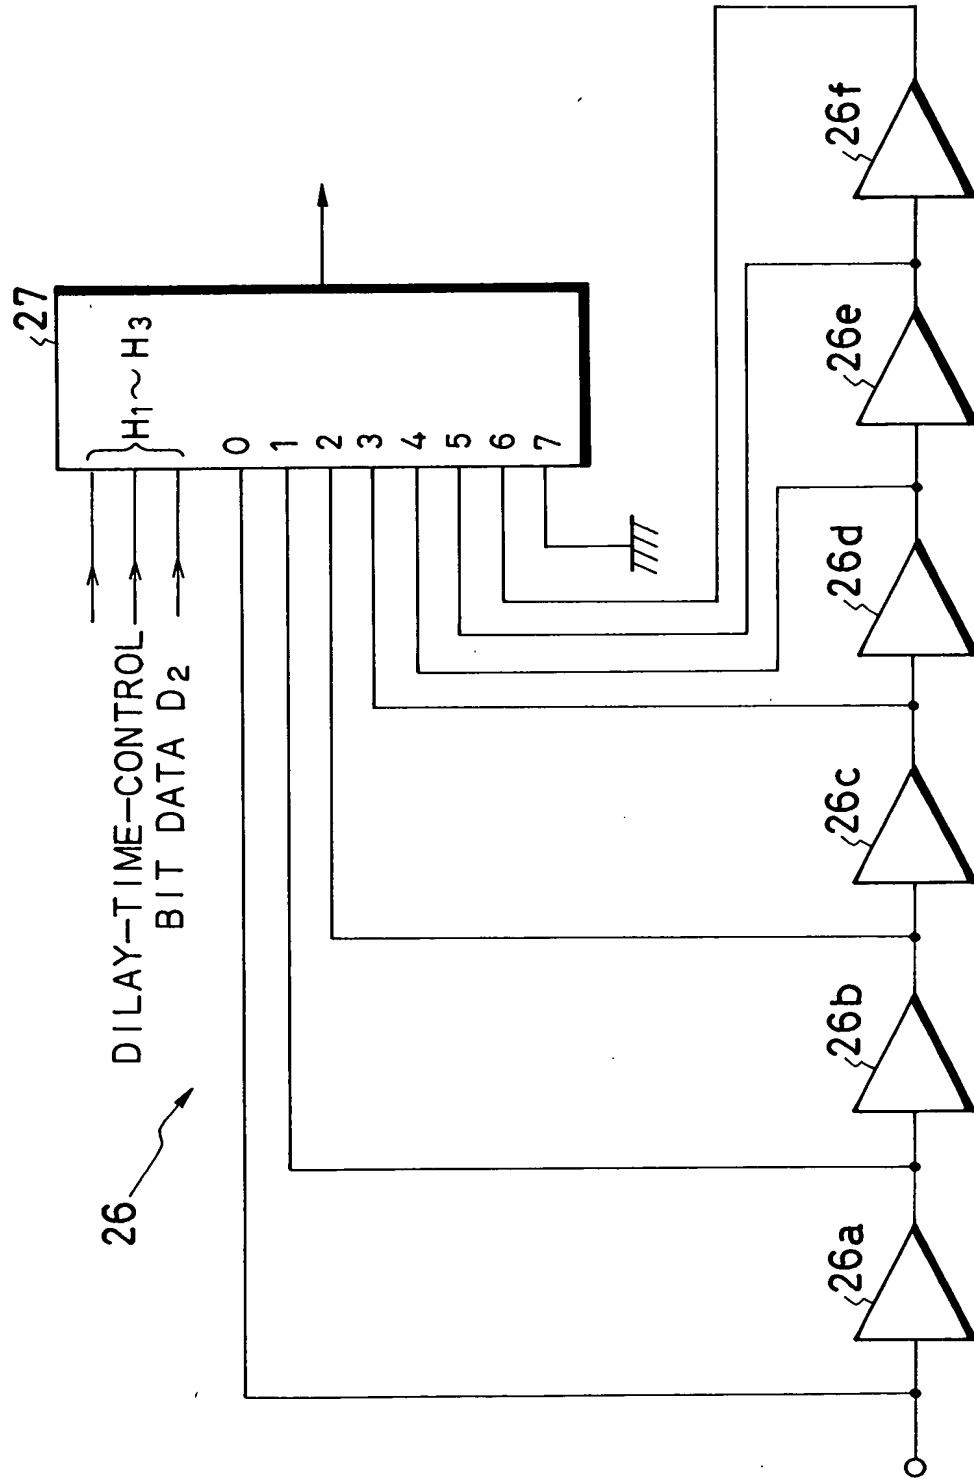 27
H1~H3
DILAY-TIME-CONTROL
BIT DATA D2
0
1
2
3
4
5
6
7
26
26a
26b
26c
26d
26e
26f